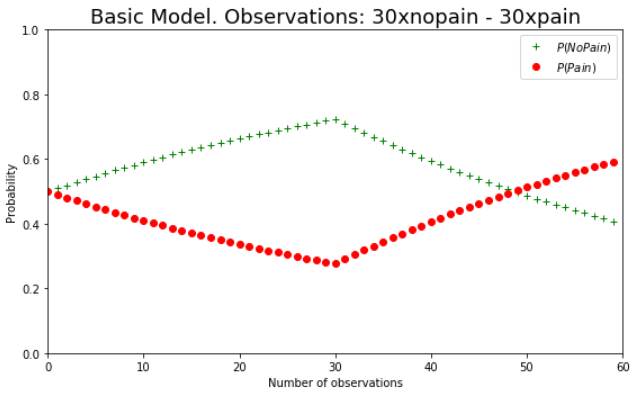 Basic Model. Observations: 30xnopain - 30xpain
1.0
P(NoPain)
P(Pain)
0.8
0.6
Probability
0.4
0.2
0.0
0 10 20 30 40 50 60
Number of observations